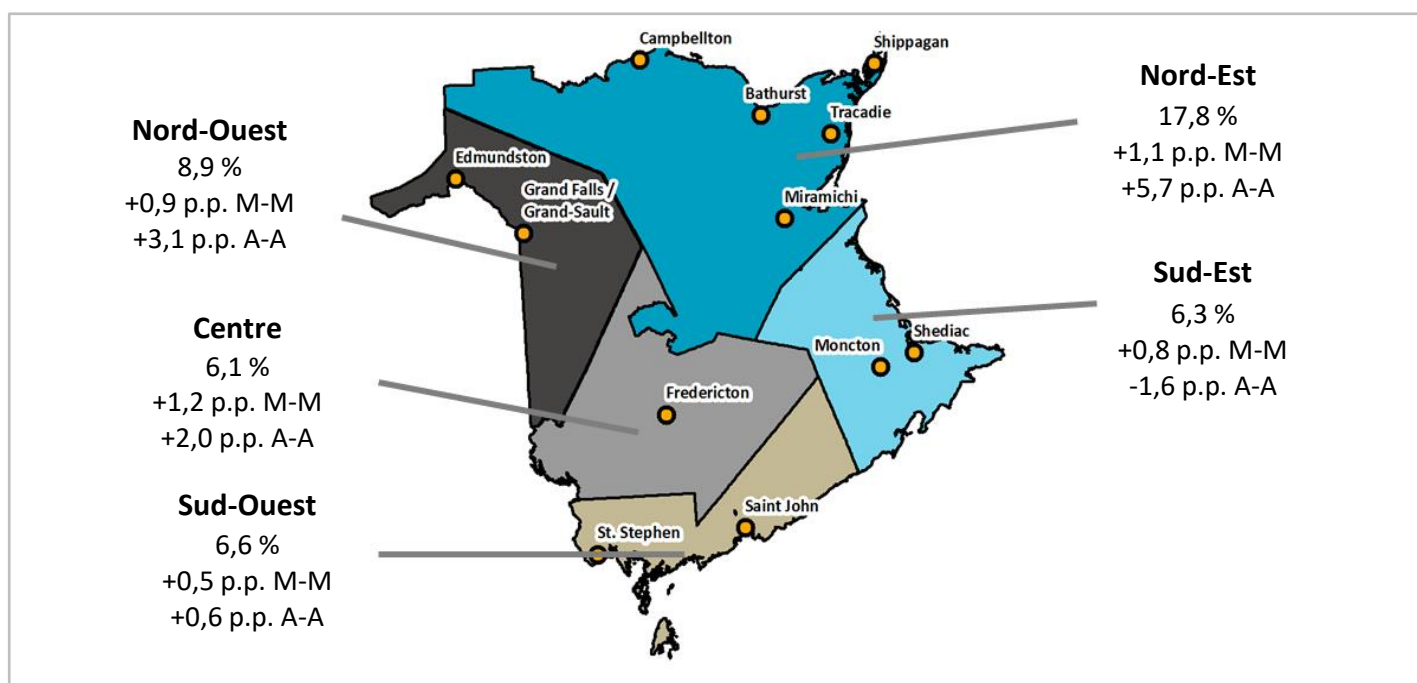 Campbellton
Shippagan
Bathurst
Tracadie
Nord-Est
17,8 %
+1,1 p.p. M-M
+5,7 p.p. A-A
Nord-Ouest
8,9 %
+0,9 p.p. M-M
+3,1 p.p. A-A
Edmundston
Grand Falls /
Grand-Sault
Miramichi
Sud-Est
6,3 %
+0,8 p.p. M-M
-1,6 p.p. A-A
Centre
6,1 %
+1,2 p.p. M-M
+2,0 p.p. A-A
Shediac
Moncton
Fredericton
Sud-Ouest
6,6 %
+0,5 p.p. M-M
+0,6 p.p. A-A
Saint John
St. Stephen